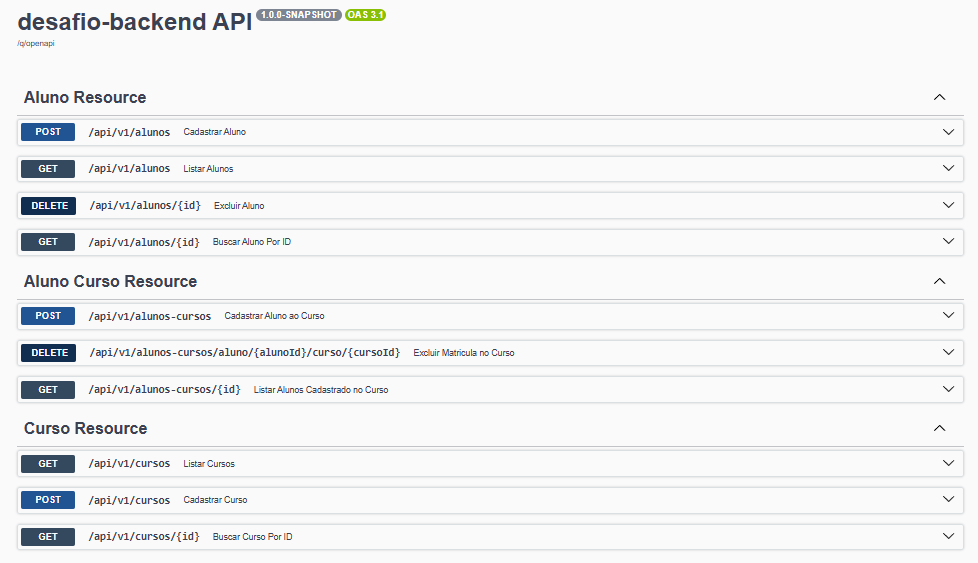 desafio-backend API 1.0.0-SNAPSHOT OAS 3.1
/q/openapi
Aluno Resource
POST /api/v1/alunos Cadastrar Aluno
GET /api/v1/alunos Listar Alunos
DELETE /api/v1/alunos/{id} Excluir Aluno
GET /api/v1/alunos/{id} Buscar Aluno Por ID
Aluno Curso Resource
POST /api/v1/alunos-cursos Cadastrar Aluno ao Curso
DELETE /api/v1/alunos-cursos/aluno/{alunoId}/curso/{cursoId} Excluir Matricula no Curso
GET /api/v1/alunos-cursos/{id} Listar Alunos Cadastrado no Curso
Curso Resource
GET /api/v1/cursos Listar Cursos
POST /api/v1/cursos Cadastrar Curso
GET /api/v1/cursos/{id} Buscar Curso Por ID